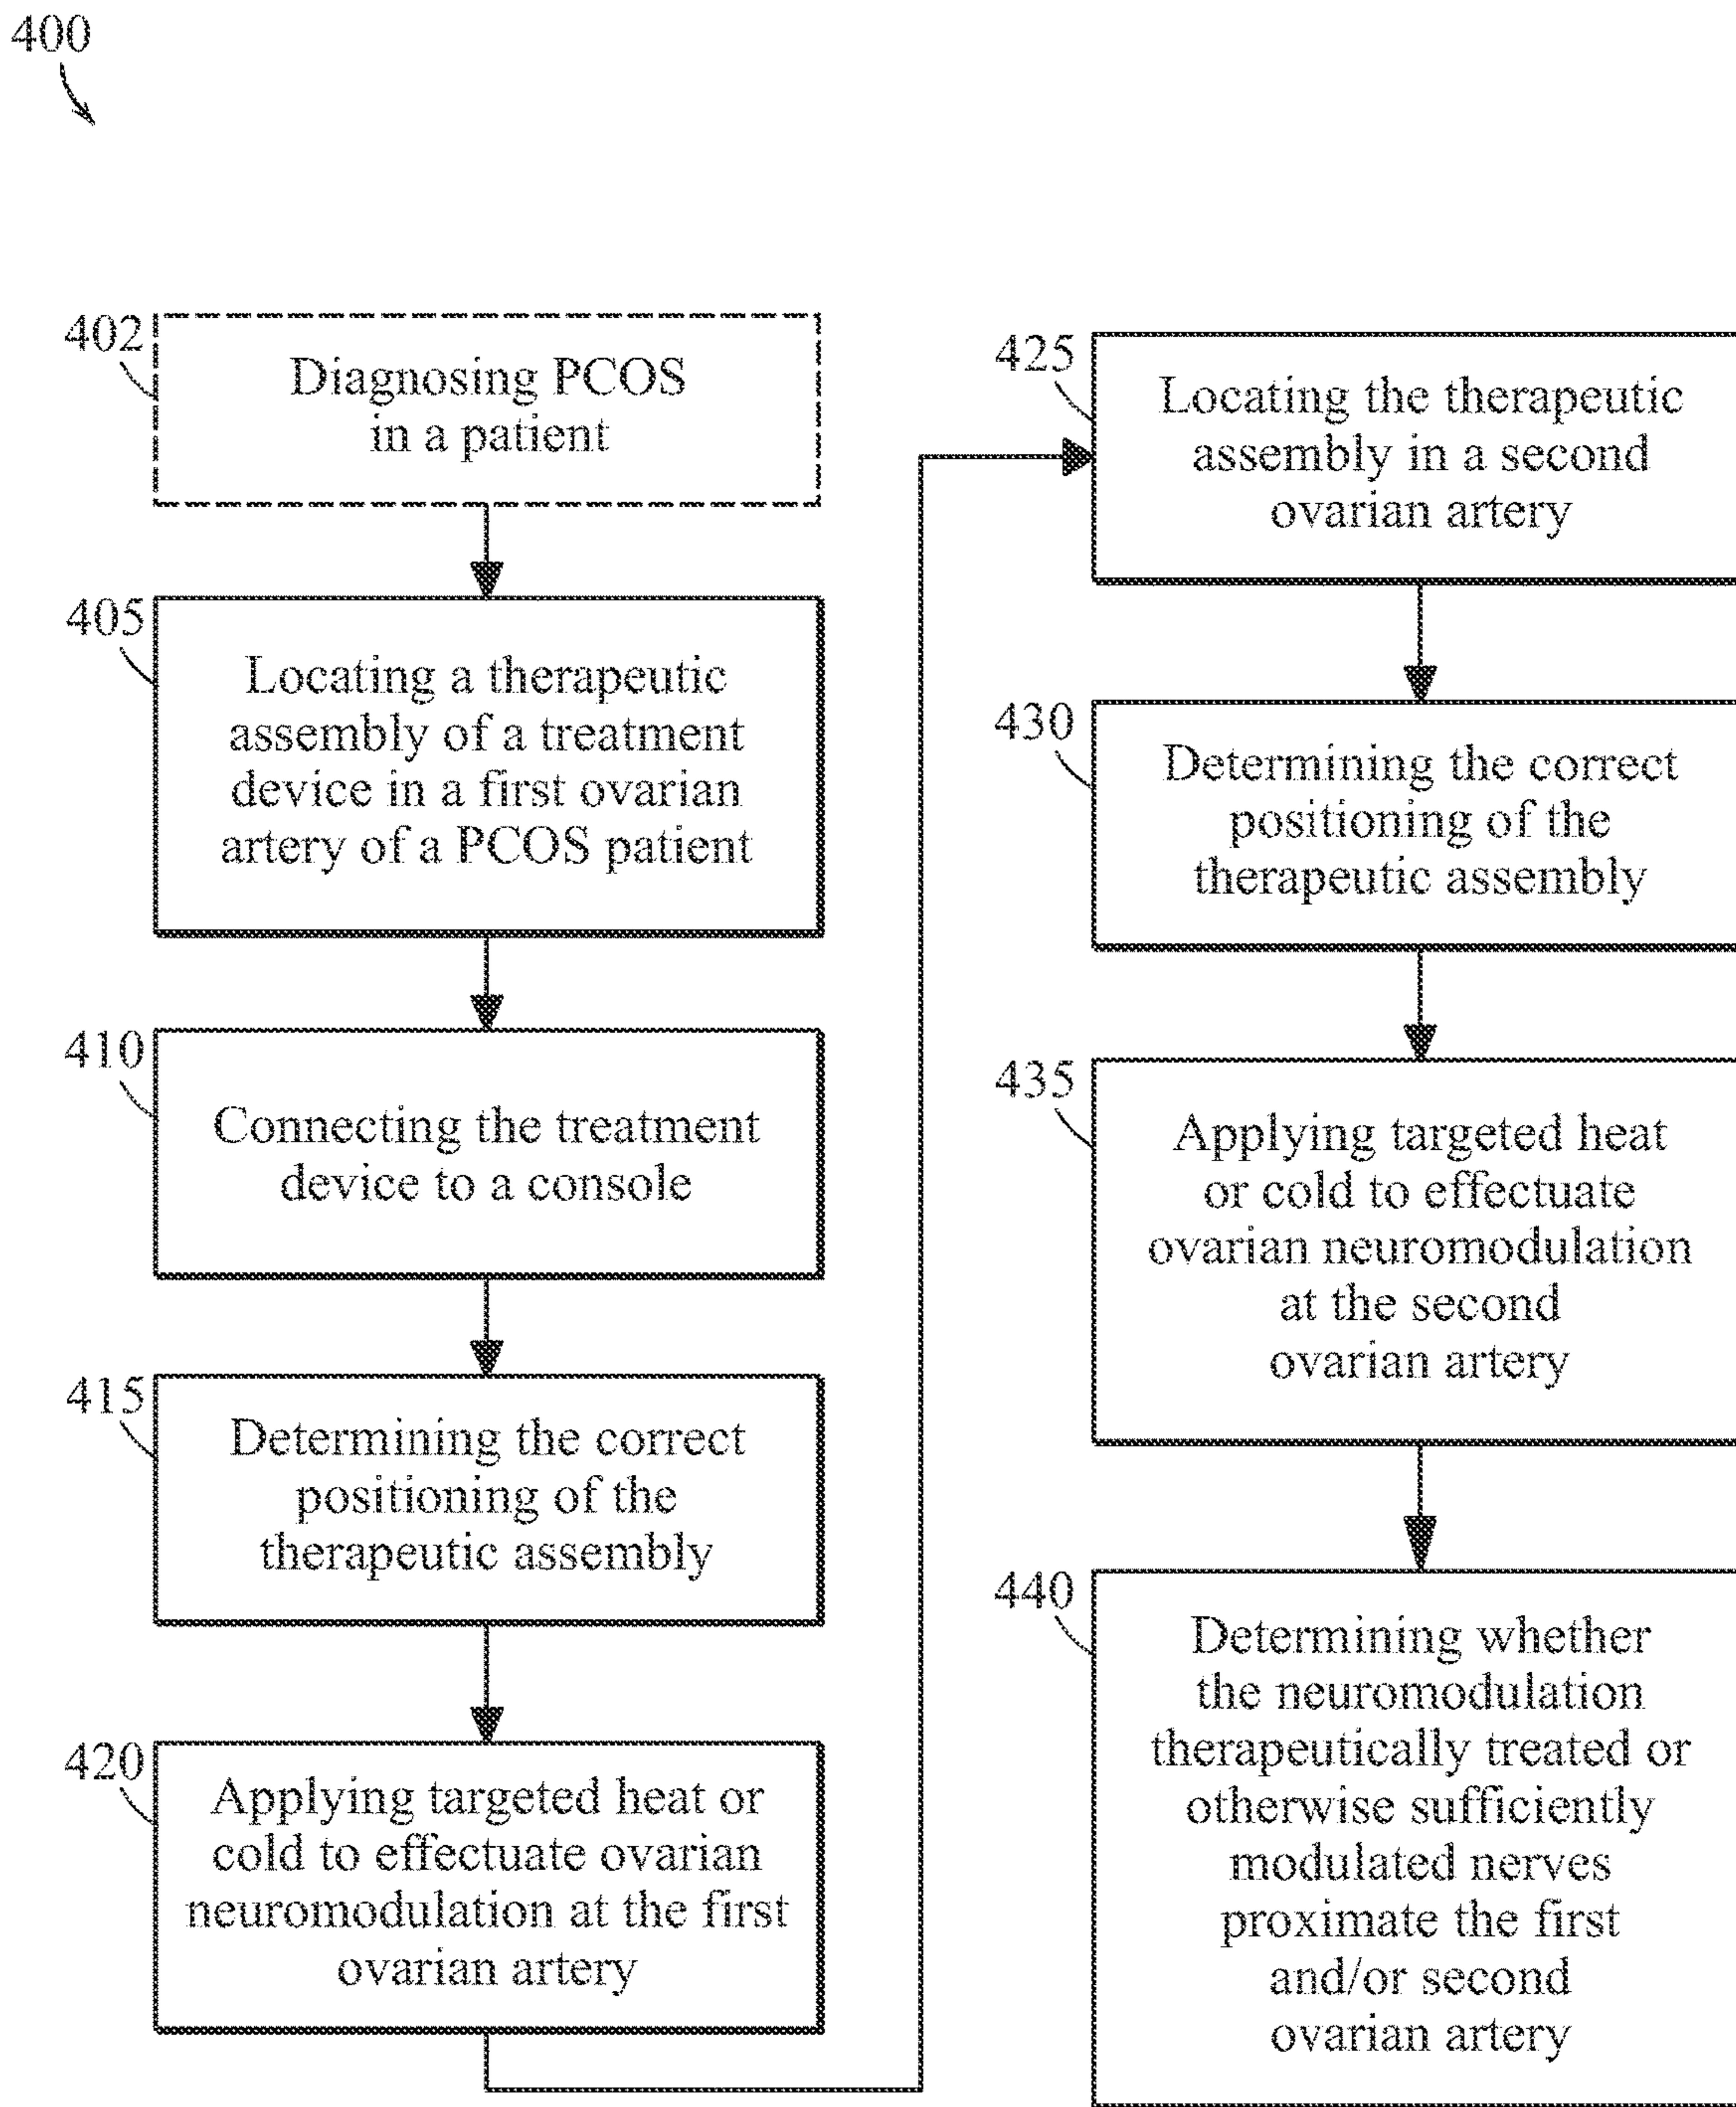 400
402
Diagnosing PCOS
in a patient
405
Locating a therapeutic
assembly of a treatment
device in a first ovarian
artery of a PCOS patient
410
Connecting the treatment
device to a console
415
Determining the correct
positioning of the
therapeutic assembly
420
Applying targeted heat or
cold to effectuate ovarian
neuromodulation at the first
ovarian artery
425
Locating the therapeutic
assembly in a second
ovarian artery
430
Determining the correct
positioning of the
therapeutic assembly
435
Applying targeted heat
or cold to effectuate
ovarian neuromodulation
at the second
ovarian artery
440
Determining whether
the neuromodulation
therapeutically treated or
otherwise sufficiently
modulated nerves
proximate the first
and/or second
ovarian artery